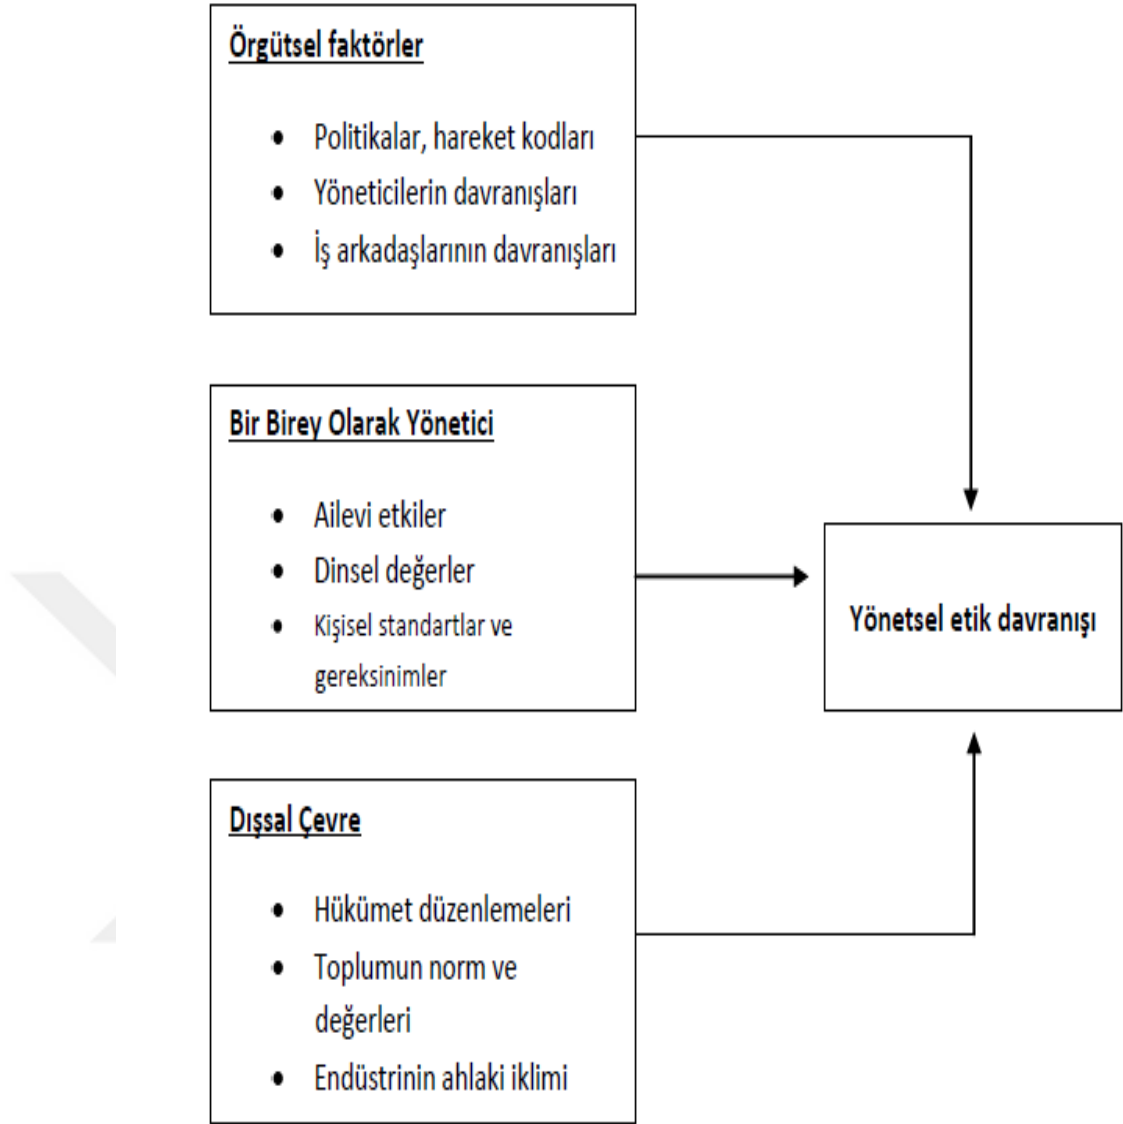 Örgütsel faktörler
• Politikalar, hareket kodları
• Yöneticilerin davranışları
• İş arkadaşlarının davranışları
Bir Birey Olarak Yönetici
• Ailevi etkiler
• Dinsel değerler
• Kişisel standartlar ve
gereksinimler
Yönetsel etik davranışı
Dışsal Çevre
• Hükümet düzenlemeleri
• Toplumun norm ve
değerleri
• Endüstrinin ahlaki iklimi